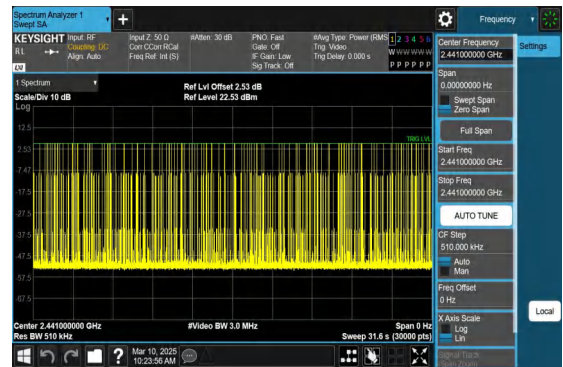 Spectrum Analyzer 1
Swept SA
+
Frequency
KEYSIGHT
RL
LXI
Input: RF
Coupling: DC
Align: Auto
Input Z: 50 Ω
Corr CCorr RCal
Freq Ref: Int (S)
#Atten: 30 dB
PNO: Fast
Gate: Off
IF Gain: Low
Sig Track: Off
#Avg Type: Power (RMS
Trig: Video
Trig Delay: 0.000 s
1 2 3 4 5 6
W W W W W W
P P P P P P
1 Spectrum
Scale/Div 10 dB
Ref Lvl Offset 2.53 dB
Ref Level 22.53 dBm
Log
12.5
2.53
-7.47
-17.5
-27.5
-37.5
-47.5
-57.5
-67.5
TRIG LVL
Center 2.441000000 GHz
Res BW 510 kHz
#Video BW 3.0 MHz
Span 0 Hz
Sweep 31.6 s (30000 pts)
Mar 10, 2025
10:23:56 AM
?
Center Frequency
2.441000000 GHz
Span
0.00000000 Hz
Swept Span
Zero Span
Full Span
Start Freq
2.441000000 GHz
Stop Freq
2.441000000 GHz
AUTO TUNE
CF Step
510.000 kHz
Auto
Man
Freq Offset
0 Hz
X Axis Scale
Log
Lin
Signal Track
(Span Zoom)
Settings
Local